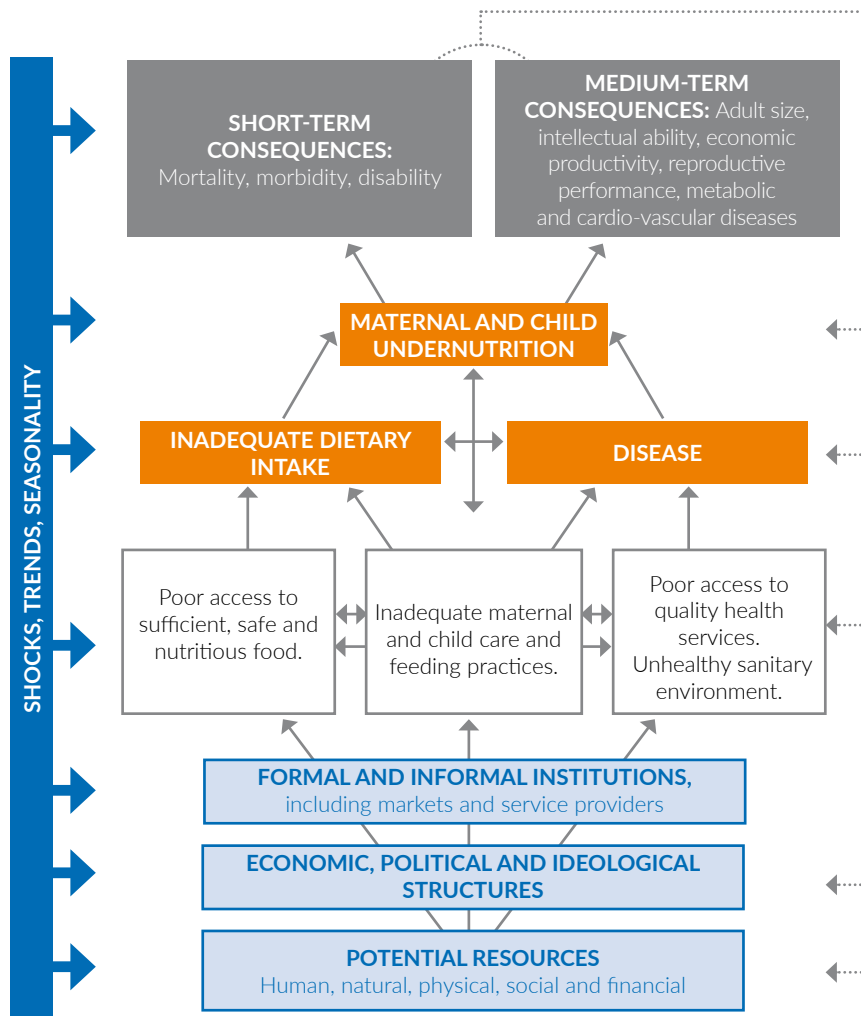 SHOCKS, TRENDS, SEASONALITY
SHORT-TERM
CONSEQUENCES:
Mortality, morbidity, disability
MEDIUM-TERM
CONSEQUENCES: Adult size,
intellectual ability, economic
productivity, reproductive
performance, metabolic
and cardio-vascular diseases
MATERNAL AND CHILD
UNDERNUTRITION
INADEQUATE DIETARY
INTAKE
DISEASE
Poor access to
sufficient, safe and
nutritious food.
Inadequate maternal
and child care and
feeding practices.
Poor access to
quality health
services.
Unhealthy sanitary
environment.
FORMAL AND INFORMAL INSTITUTIONS,
including markets and service providers
ECONOMIC, POLITICAL AND IDEOLOGICAL
STRUCTURES
POTENTIAL RESOURCES
Human, natural, physical, social and financial